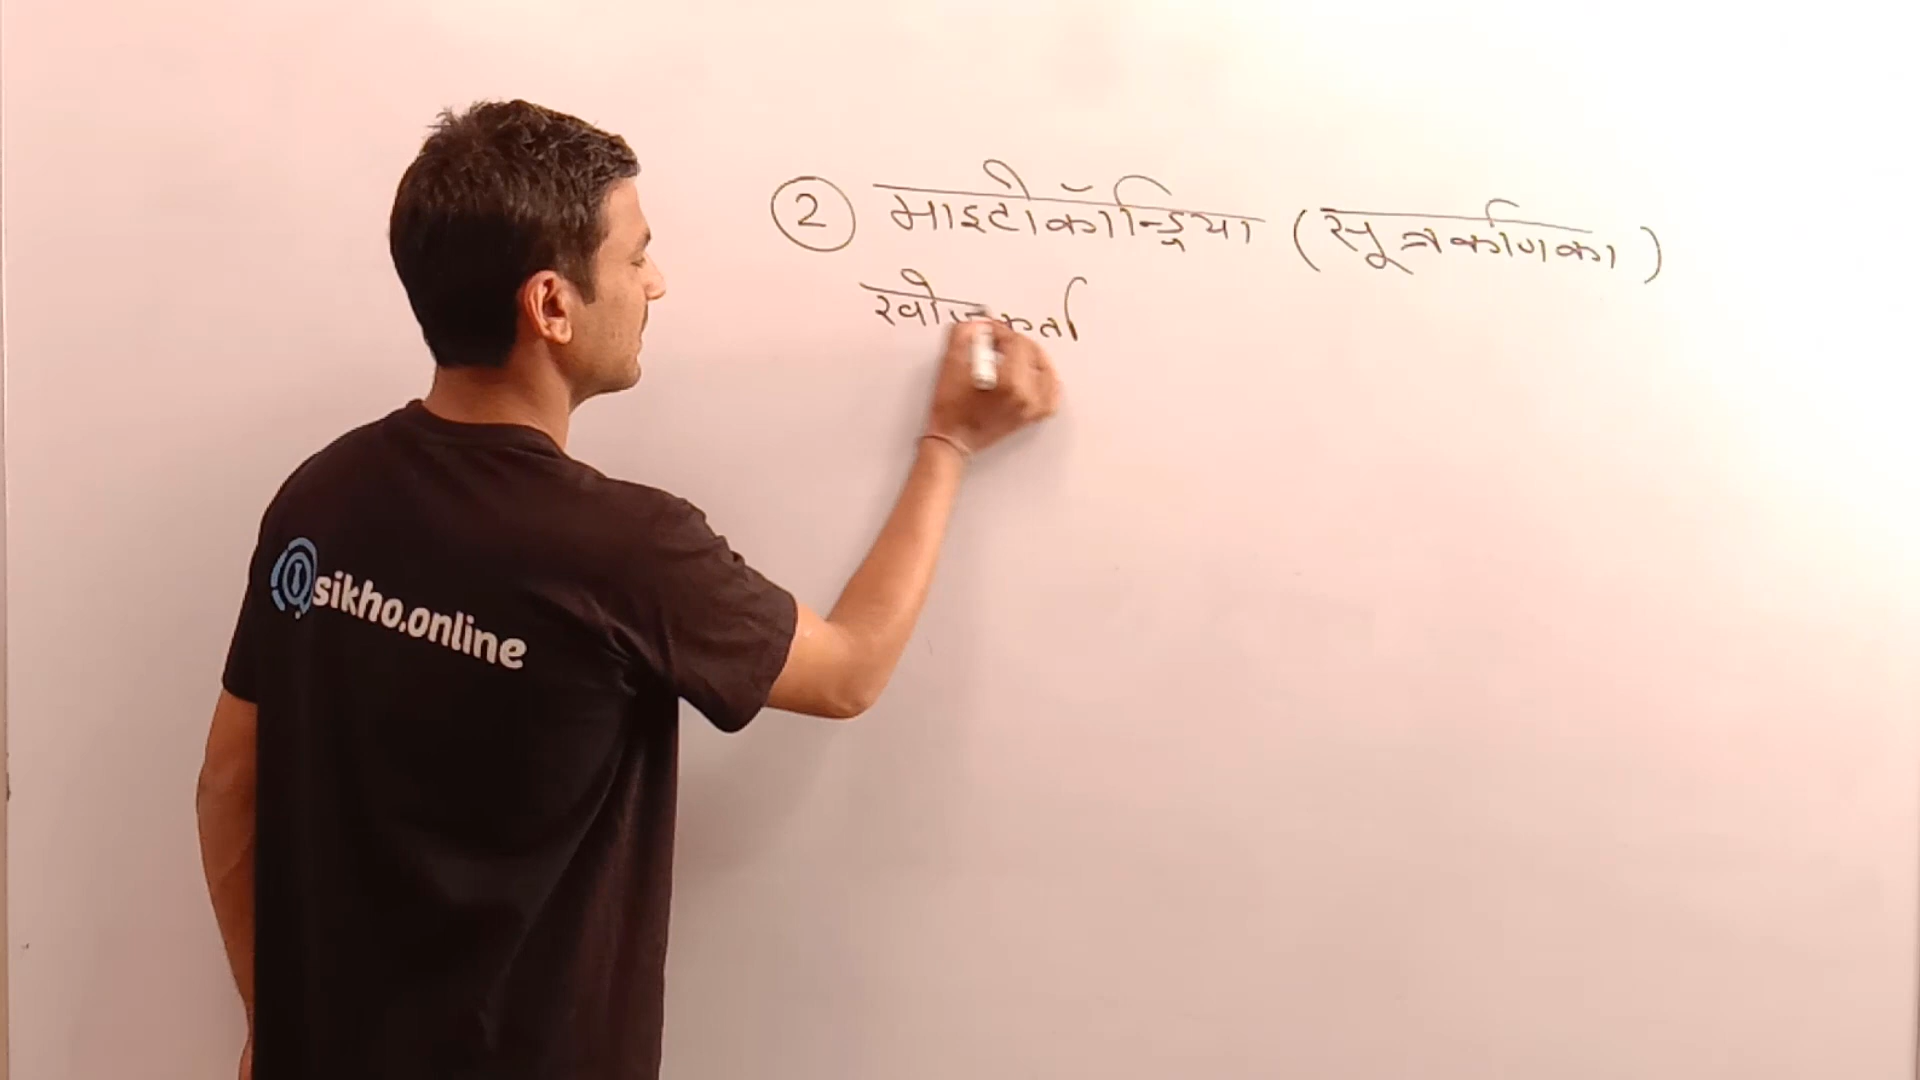 ② माइटोकॉन्ड्रिया (सूत्रकणिका)
खोजकर्ता
sikho.online